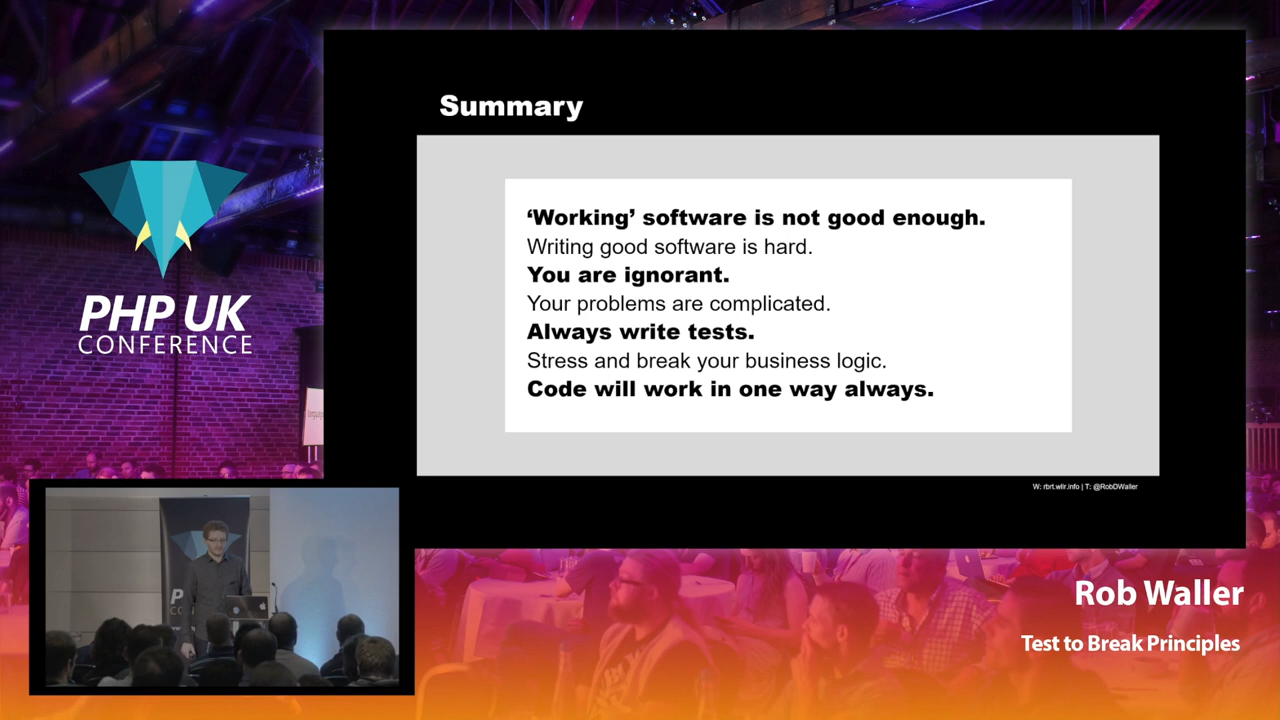 Summary
‘Working’ software is not good enough.
Writing good software is hard.
You are ignorant.
Your problems are complicated.
Always write tests.
Stress and break your business logic.
Code will work in one way always.
W: rbrt.wllr.info | T: @RobDWaller
PHP UK
CONFERENCE
Rob Waller
Test to Break Principles